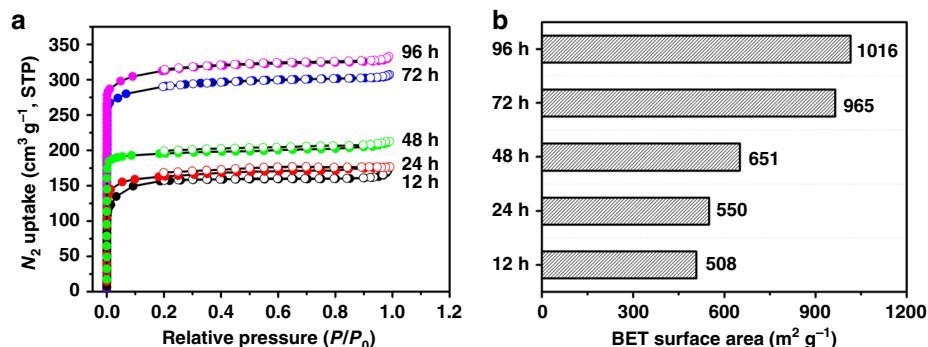 a
350
300
250
200
150
100
50
0
N₂ uptake (cm³ g⁻¹, STP)
96 h
72 h
48 h
24 h
12 h
0.0 0.2 0.4 0.6 0.8 1.0 1.2
Relative pressure (P/P₀)
b
96 h
72 h
48 h
24 h
12 h
1016
965
651
550
508
0 300 600 900 1200
BET surface area (m² g⁻¹)